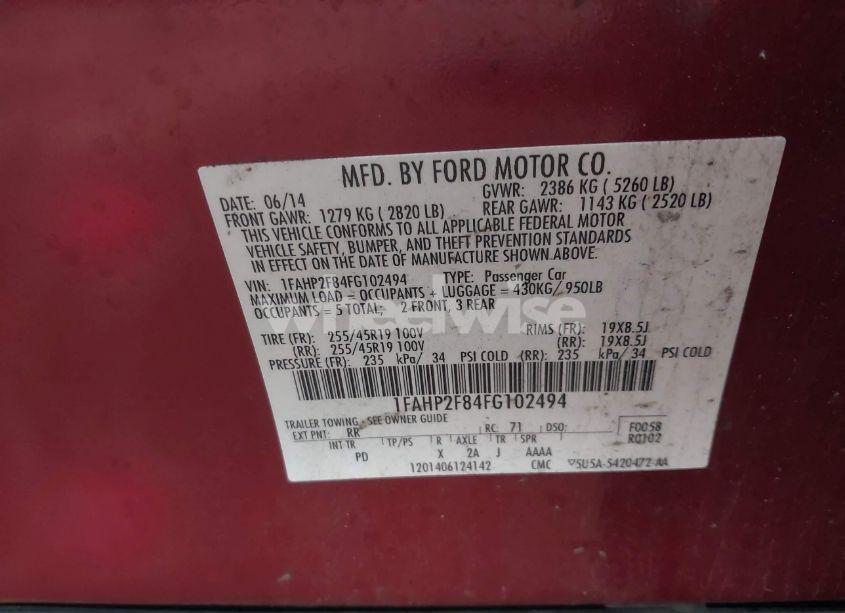 MFD. BY FORD MOTOR CO.
DATE: 06/14 GVWR: 2386 KG ( 5260 LB)
FRONT GAWR: 1279 KG ( 2820 LB) REAR GAWR: 1143 KG ( 2520 LB)
THIS VEHICLE CONFORMS TO ALL APPLICABLE FEDERAL MOTOR
VEHICLE SAFETY, BUMPER, AND THEFT PREVENTION STANDARDS
IN EFFECT ON THE DATE OF MANUFACTURE SHOWN ABOVE.
VIN: 1FAHP2F84FG102494 TYPE: Passenger Car
MAXIMUM LOAD = OCCUPANTS + LUGGAGE = 430KG/950LB
OCCUPANTS = 5 TOTAL; 2 FRONT, 3 REAR
wheelwise
TIRE (FR): 255/45R19 100V RIMS (FR): 19X8.5J
(RR): 255/45R19 100V (RR): 19X8.5J
PRESSURE (FR): 235 kPa/ 34 PSI COLD (RR): 235 kPa/ 34 PSI COLD
1FAHP2F84FG102494
TRAILER TOWING - SEE OWNER GUIDE
EXT PNT: RR RC: 71 DSO: F0058
R0102
INT TR TP/PS R AXLE TR SPR
PD X 2A J AAAA
1201406124142 CMC 5U5A-5420472-AA